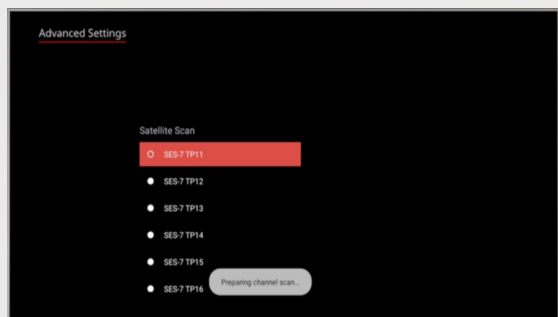 Advanced Settings
Satellite Scan
SES-7 TP11
SES-7 TP12
SES-7 TP13
SES-7 TP14
SES-7 TP15
SES-7 TP16
Preparing channel scan...